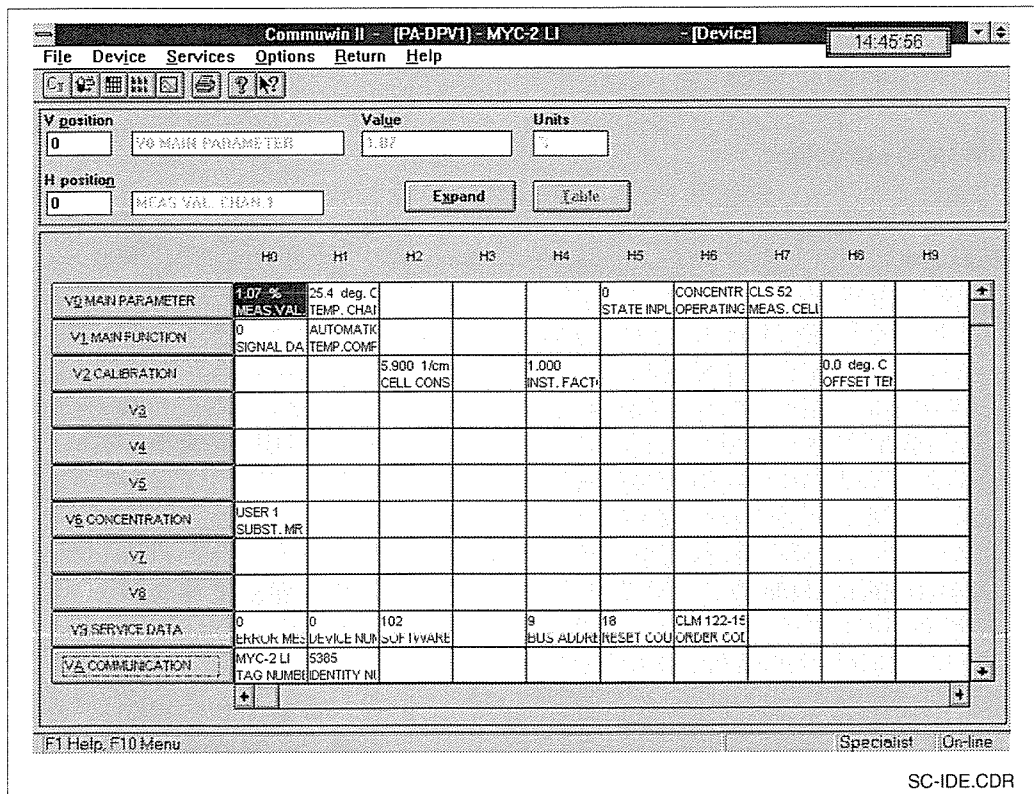 Commuwin II - [PA-DPV1] - MYC-2 LI - [Device]
14:45:56
File Device Services Options Return Help
V position Value Units
0 V0 MAIN PARAMETER 1.07 %
H position
0 MEAS VAL. CHAN.1 Expand Table
H0 H1 H2 H3 H4 H5 H6 H7 H8 H9
V0 MAIN PARAMETER
1.07 % 25.4 deg. C 0 CONCENTR CLS 52
MEAS.VAL TEMP. CHAI STATE INPL OPERATING MEAS. CELI
V1 MAIN FUNCTION
0 AUTOMATIC
SIGNAL DA TEMP.COMF
V2 CALIBRATION
5.900 1/cm 1.000 0.0 deg. C
CELL CONS INST. FACT OFFSET TEI
V3
V4
V5
V6 CONCENTRATION
USER 1
SUBST. MR
V7
V8
V9 SERVICE DATA
0 0 102 9 18 CLM 122-15
ERROR MES DEVICE NUM SOFTWARE BUS ADDRE RESET COU ORDER COD
VA COMMUNICATION
MYC-2 LI 5385
TAG NUMBE IDENTITY NU
F1 Help, F10 Menu Specialist On-line
SC-IDE.CDR